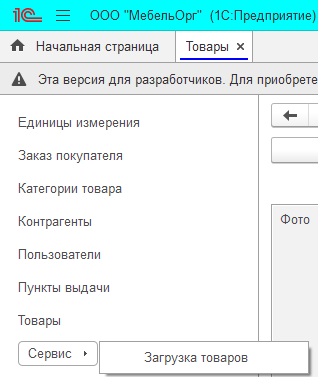 1С ООО "МебельОрг" (1С:Предприятие)
Начальная страница Товары ×
Эта версия для разработчиков. Для приобрете
Единицы измерения
Заказ покупателя
Категории товара
Контрагенты
Фото
Пользователи
Пункты выдачи
Товары
Сервис
Загрузка товаров